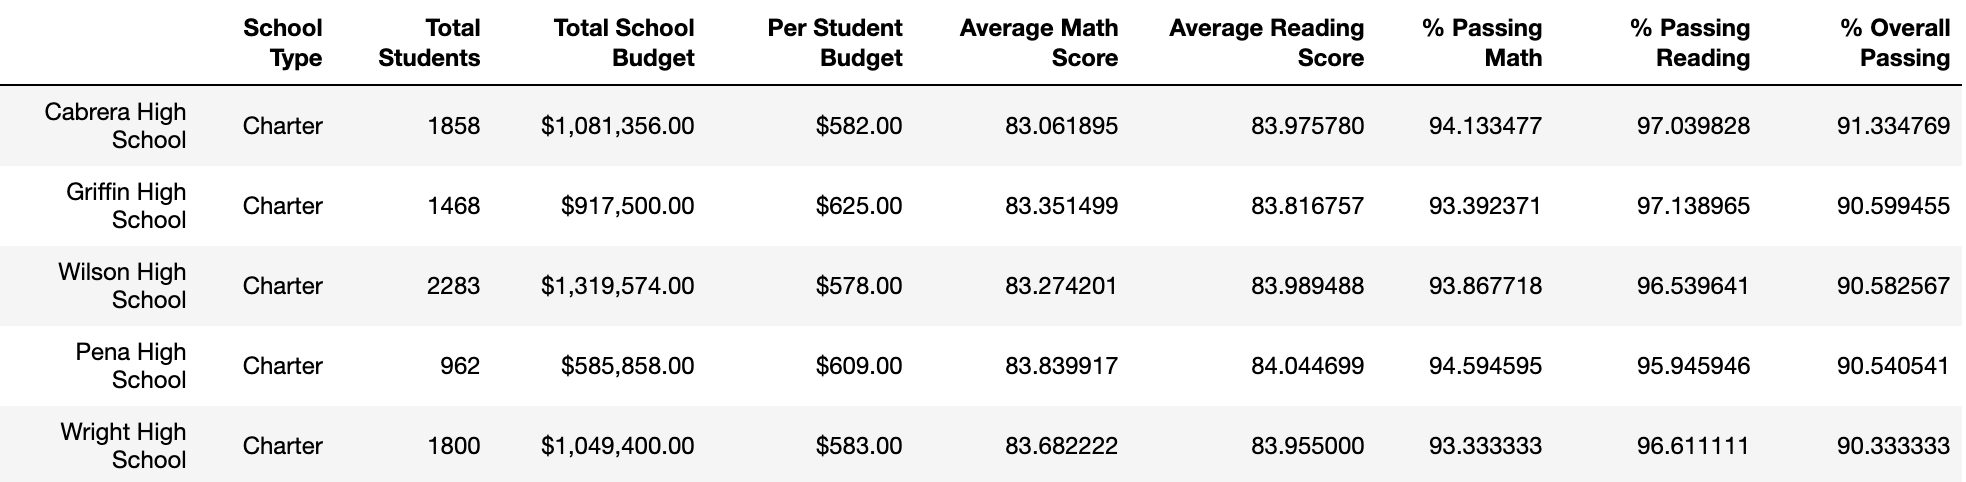 School Type Total Students Total School Budget Per Student Budget Average Math Score Average Reading Score % Passing Math % Passing Reading % Overall Passing
Cabrera High School Charter 1858 $1,081,356.00 $582.00 83.061895 83.975780 94.133477 97.039828 91.334769
Griffin High School Charter 1468 $917,500.00 $625.00 83.351499 83.816757 93.392371 97.138965 90.599455
Wilson High School Charter 2283 $1,319,574.00 $578.00 83.274201 83.989488 93.867718 96.539641 90.582567
Pena High School Charter 962 $585,858.00 $609.00 83.839917 84.044699 94.594595 95.945946 90.540541
Wright High School Charter 1800 $1,049,400.00 $583.00 83.682222 83.955000 93.333333 96.611111 90.333333